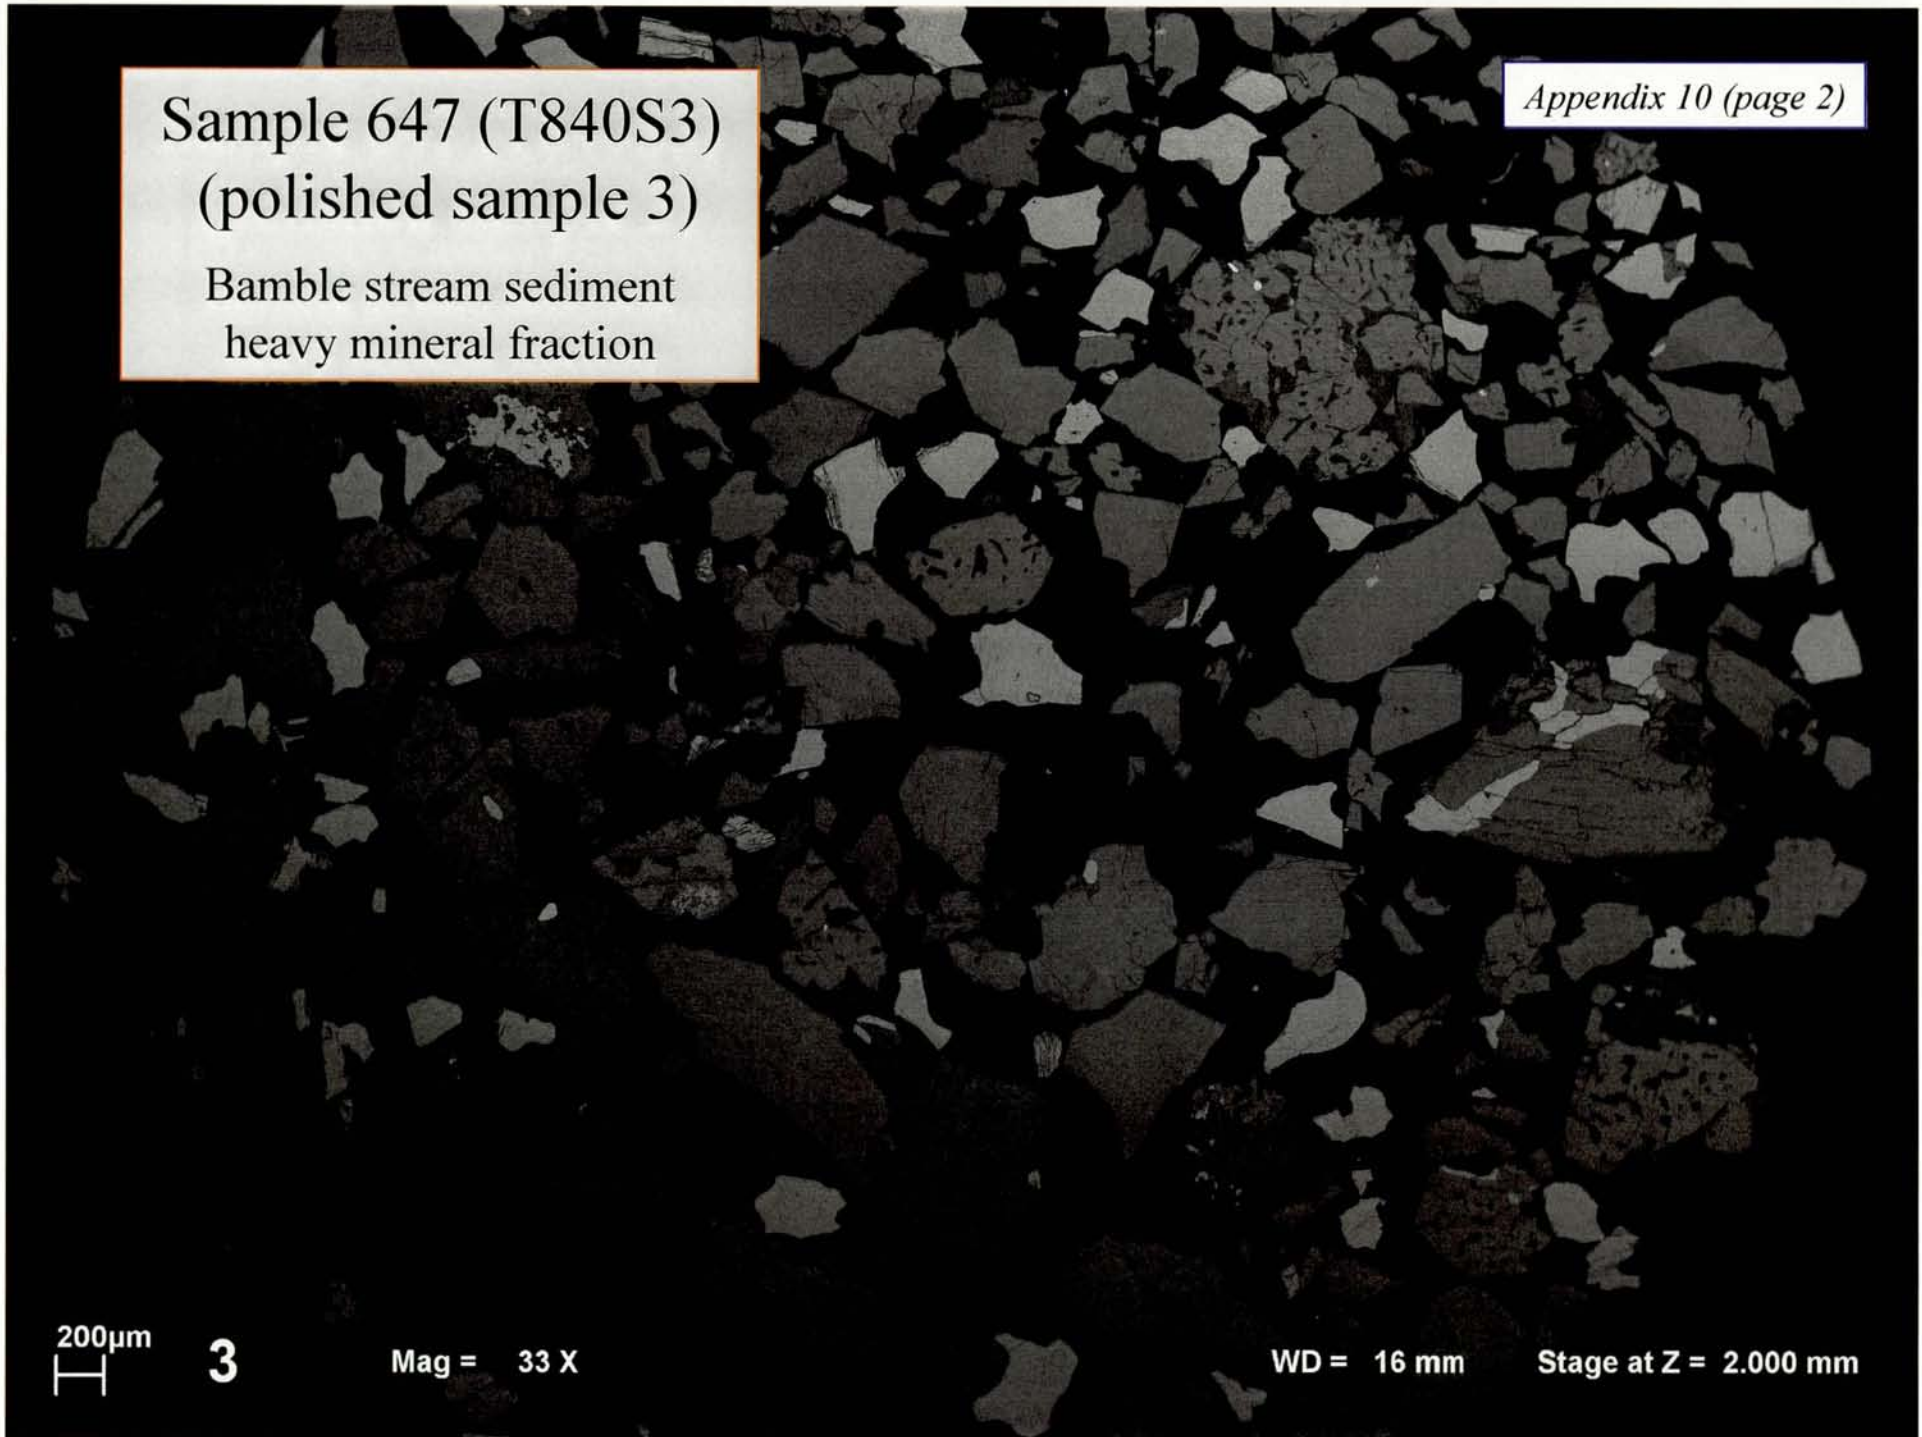 Sample 647 (T840S3)
(polished sample 3)
Bamble stream sediment
heavy mineral fraction
Appendix 10 (page 2)
200µm
3
Mag = 33 X
WD = 16 mm
Stage at Z = 2.000 mm